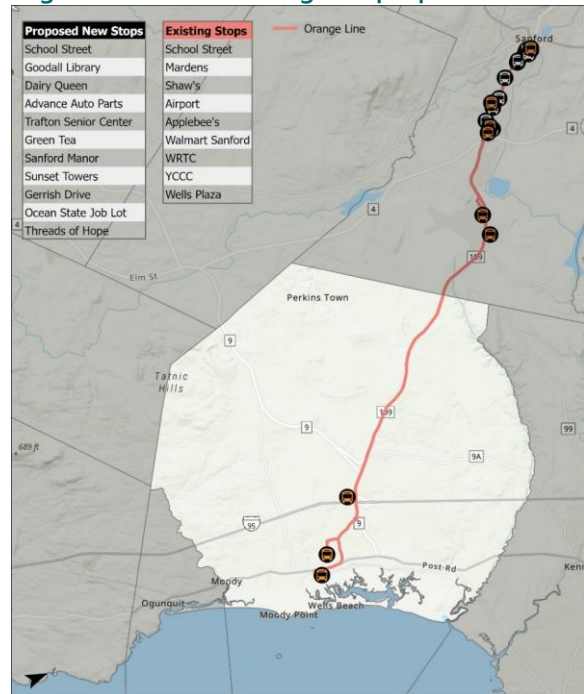 Proposed New Stops
School Street
Goodall Library
Dairy Queen
Advance Auto Parts
Trafton Senior Center
Green Tea
Sanford Manor
Sunset Towers
Gerrish Drive
Ocean State Job Lot
Threads of Hope
Existing Stops
School Street
Mardens
Shaw's
Airport
Applebee's
Walmart Sanford
WRTC
YCCC
Wells Plaza
Orange Line
Sanford
4
4
4
109
Elm St
Perkins Town
9
Tatnic
Hills
109
99
689 ft
9
9A
95
9
Post Rd
Moody
Ogunquit
Wells Beach
Moody Point